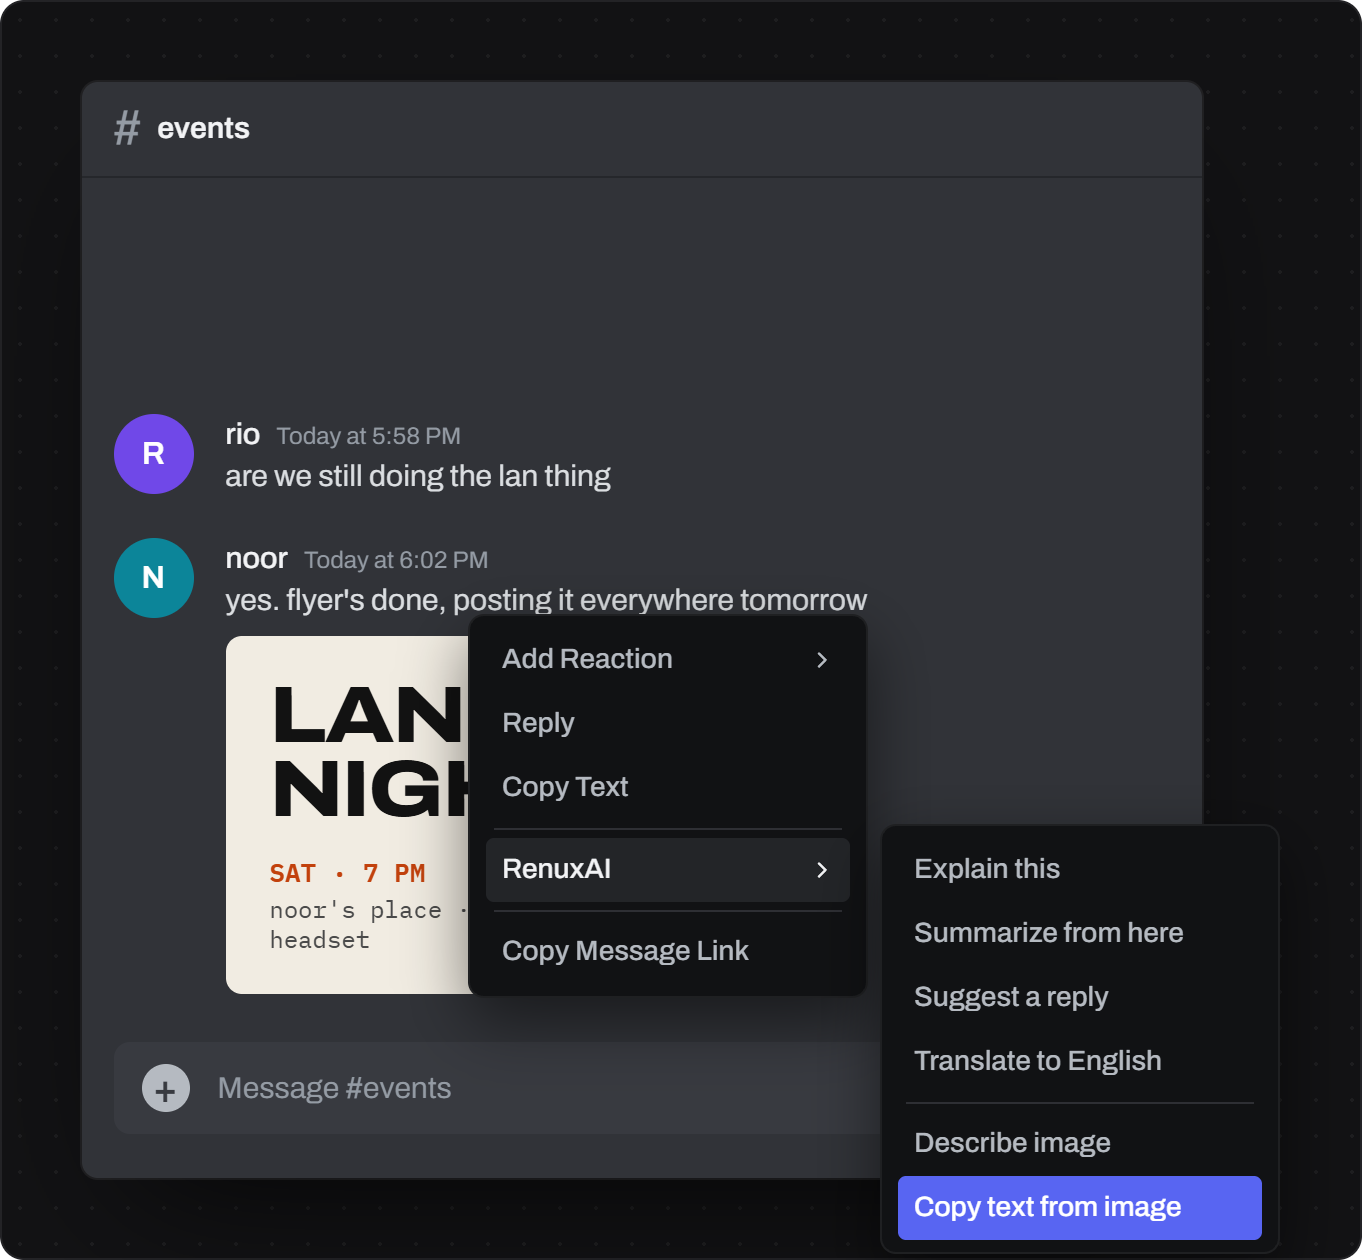 # events
R
rio Today at 5:58 PM
are we still doing the lan thing
N
noor Today at 6:02 PM
yes. flyer's done, posting it everywhere tomorrow
LAN
SAT · 7 PM
noor's place ·
headset
Add Reaction
Reply
Copy Text
RenuxAI
Copy Message Link
Explain this
Summarize from here
Suggest a reply
Translate to English
Describe image
Copy text from image
+ Message #events